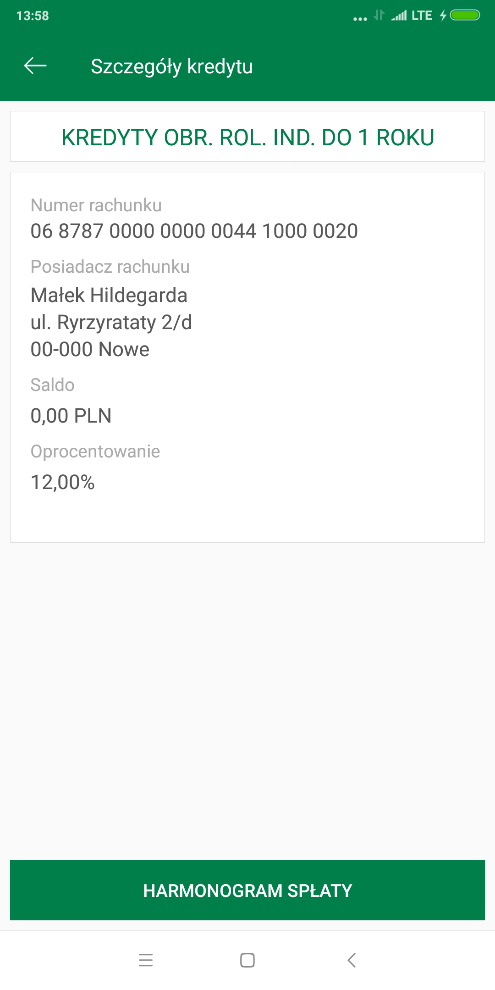 13:58
LTE
Szczegóły kredytu
KREDYTY OBR. ROL. IND. DO 1 ROKU
Numer rachunku
06 8787 0000 0000 0044 1000 0020
Posiadacz rachunku
Małek Hildegarda
ul. Ryrzyrataty 2/d
00-000 Nowe
Saldo
0,00 PLN
Oprocentowanie
12,00%
HARMONOGRAM SPŁATY